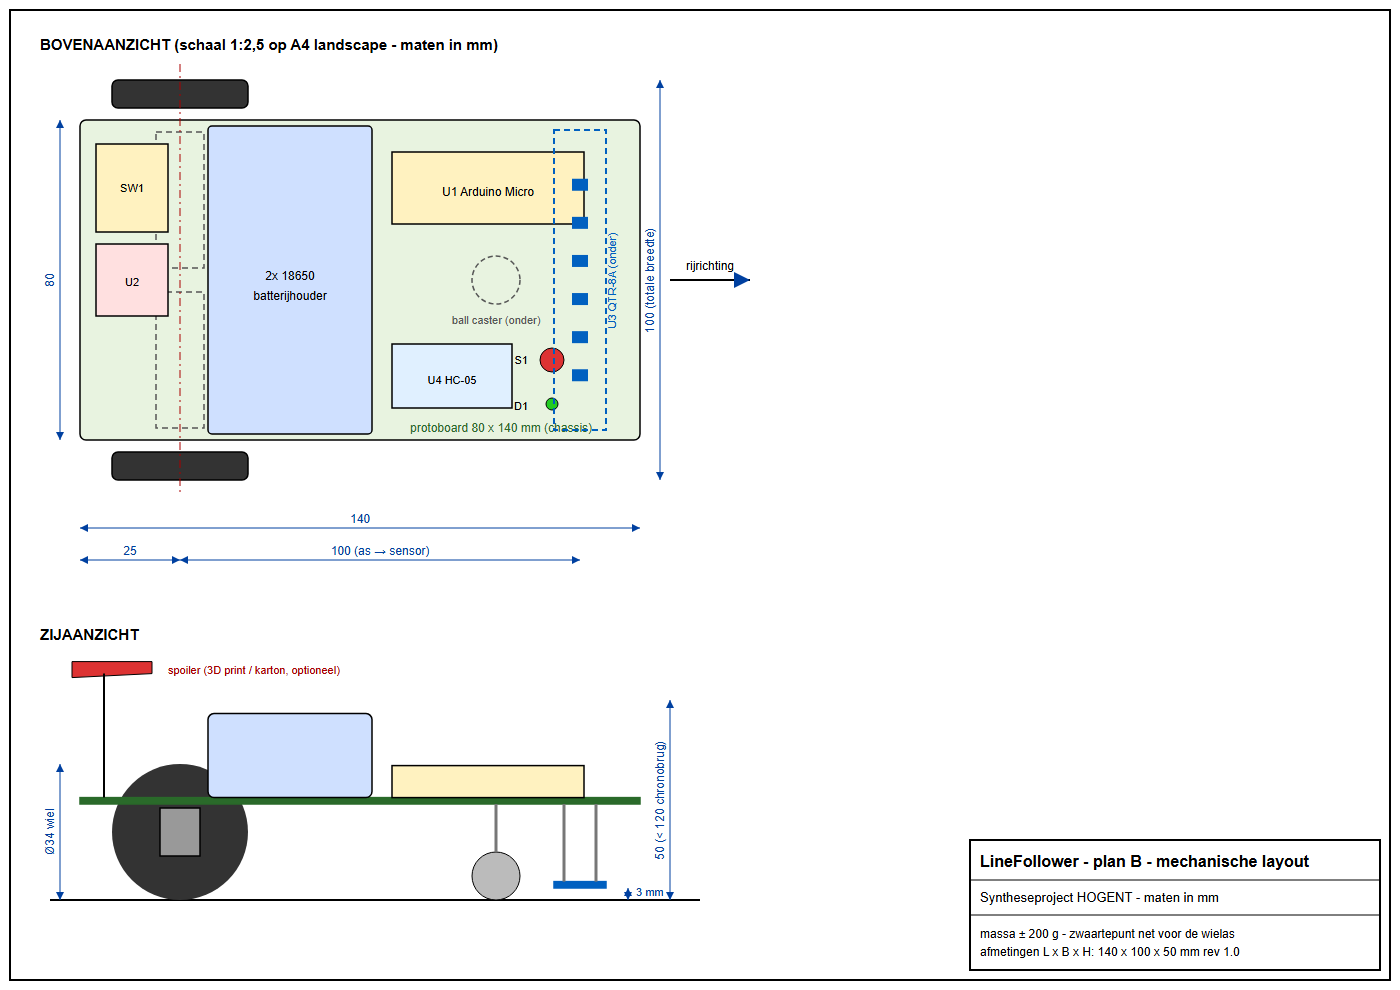 BOVENAANZICHT (schaal 1:2,5 op A4 landscape - maten in mm)
SW1
U2
2x 18650
batterijhouder
U1 Arduino Micro
ball caster (onder)
U4 HC-05
S1
D1
protoboard 80 x 140 mm (chassis)
U3 QTR-8A (onder)
80
100 (totale breedte)
rijrichting
140
25
100 (as → sensor)
ZIJAANZICHT
spoiler (3D print / karton, optioneel)
Ø34 wiel
50 (< 120 chronobrug)
3 mm
LineFollower - plan B - mechanische layout
Syntheseproject HOGENT - maten in mm
massa ± 200 g - zwaartepunt net voor de wielas
afmetingen L x B x H: 140 x 100 x 50 mm rev 1.0